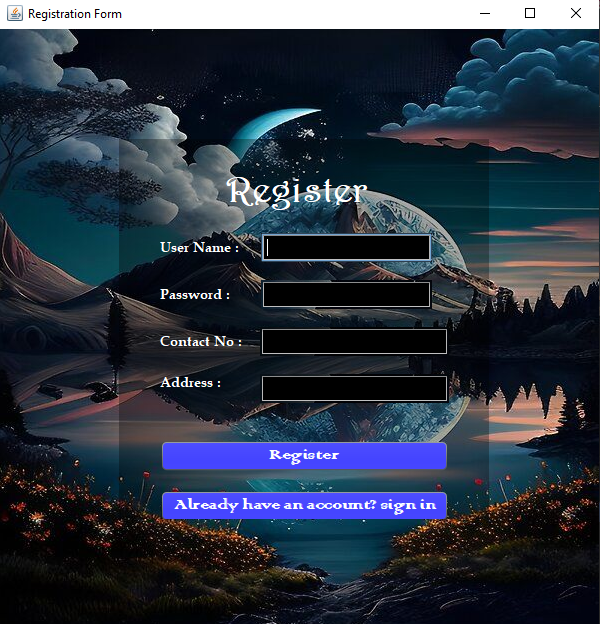 Registration Form
Register
User Name :
Password :
Contact No :
Address :
Register
Already have an account? sign in